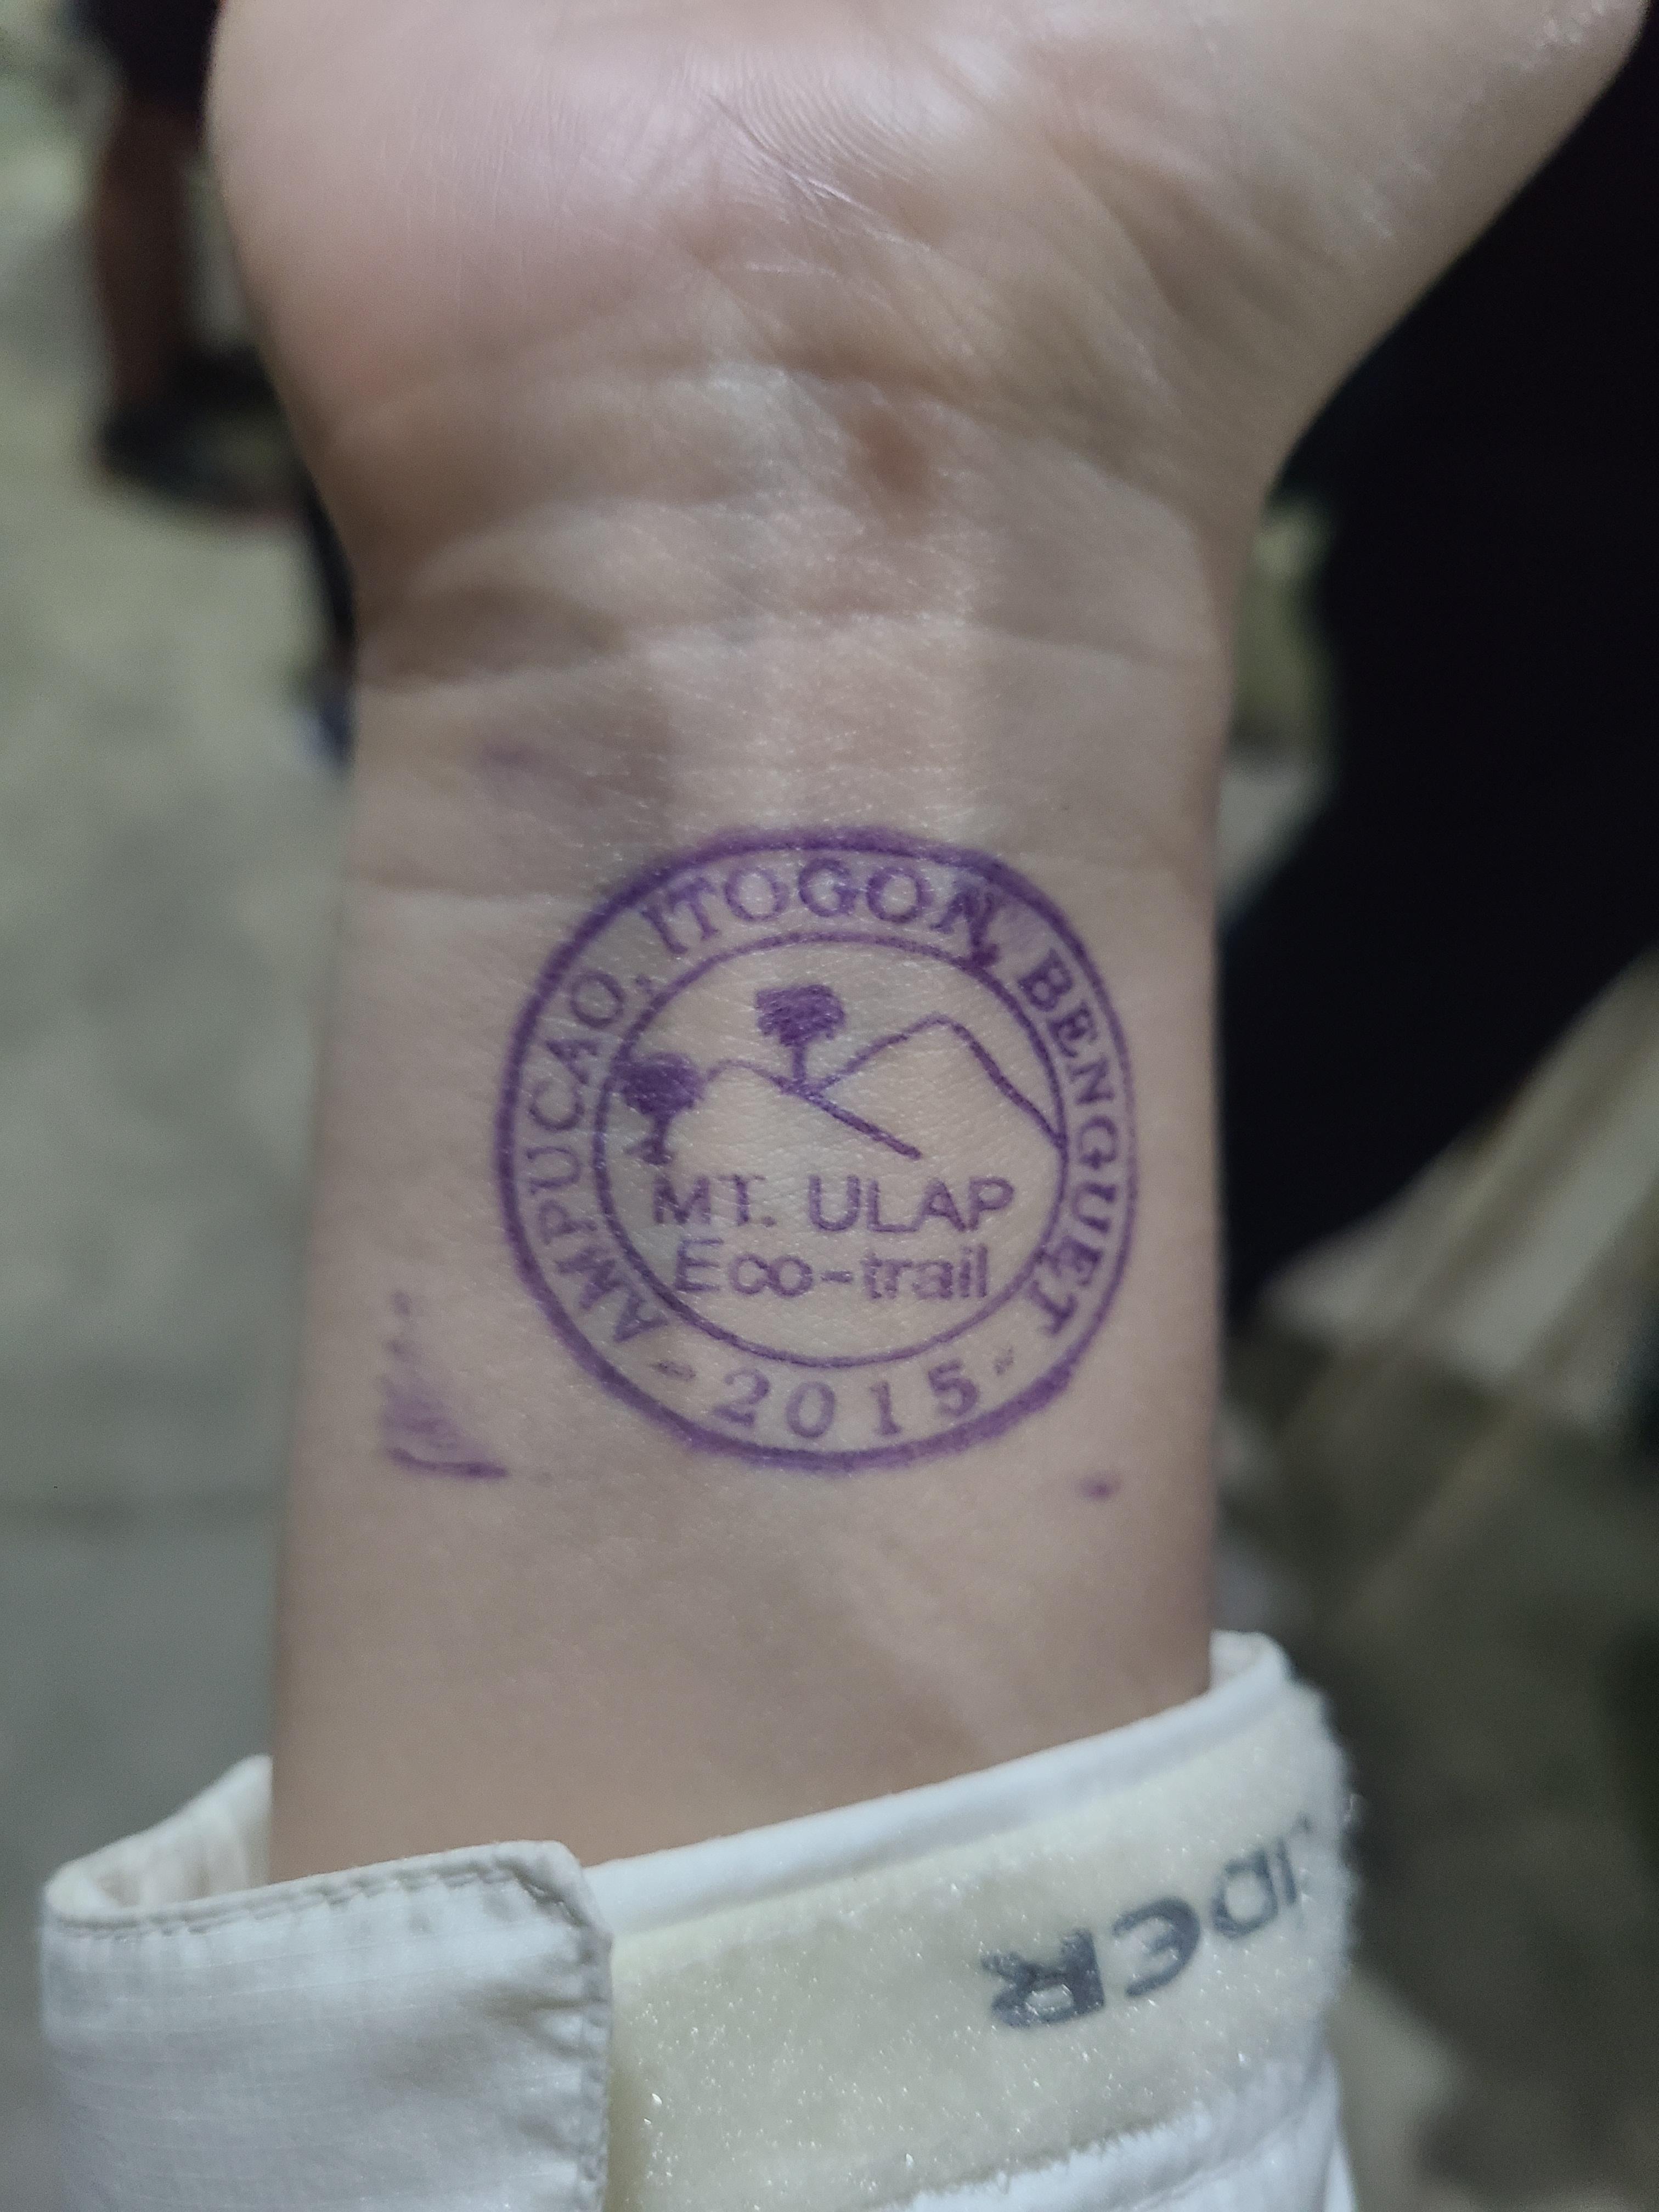 AMPUCAO, ITOGON, BENGUET
MT. ULAP
Eco-trail
- 2015 -